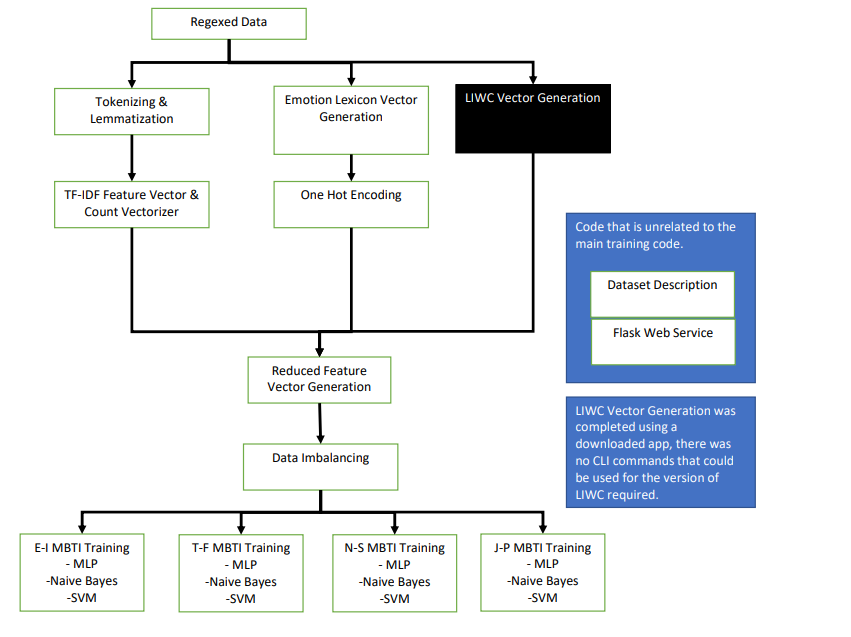 Regexed Data
Tokenizing &
Lemmatization
Emotion Lexicon Vector
Generation
LIWC Vector Generation
TF-IDF Feature Vector &
Count Vectorizer
One Hot Encoding
Code that is unrelated to the
main training code.
Dataset Description
Flask Web Service
Reduced Feature
Vector Generation
LIWC Vector Generation was
completed using a
downloaded app, there was
no CLI commands that could
be used for the version of
LIWC required.
Data Imbalancing
E-I MBTI Training
- MLP
-Naive Bayes
-SVM
T-F MBTI Training
- MLP
-Naive Bayes
-SVM
N-S MBTI Training
- MLP
-Naive Bayes
-SVM
J-P MBTI Training
- MLP
-Naive Bayes
-SVM